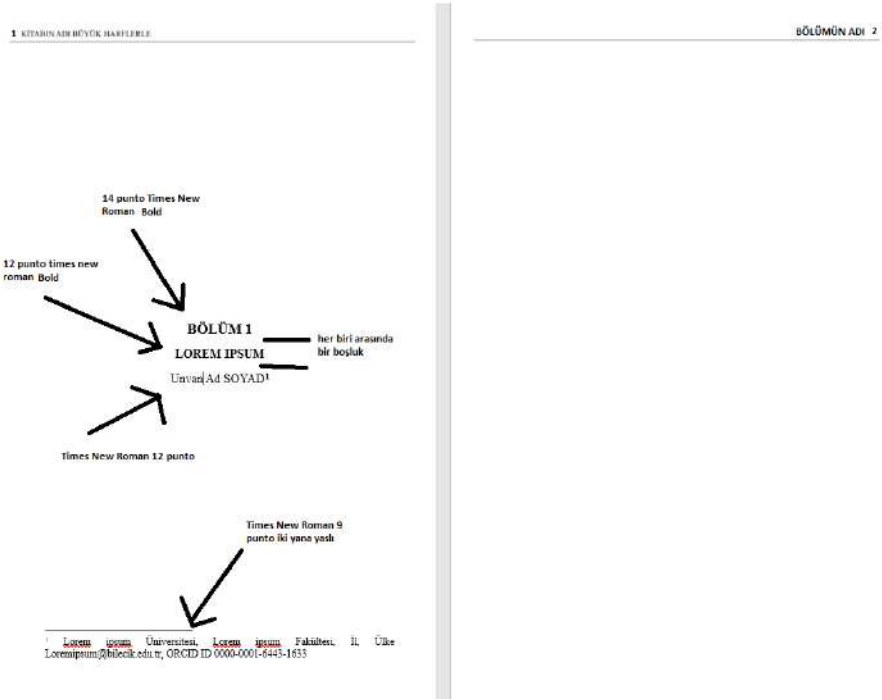 1 KİTABIN ADI BÜYÜK HARFLERLE
BÖLÜMÜN ADI 2
14 punto Times New
Roman Bold
12 punto times new
roman Bold
BÖLÜM 1
LOREM IPSUM
Unvan Ad SOYAD¹
her biri arasında
bir boşluk
Times New Roman 12 punto
Times New Roman 9
punto iki yana yaslı
¹ Lorem ipsum Üniversitesi, Lorem ipsum Fakültesi, İl, Ülke
Loremipsum@bilecik.edu.tr, ORCID ID 0000-0001-6443-1633